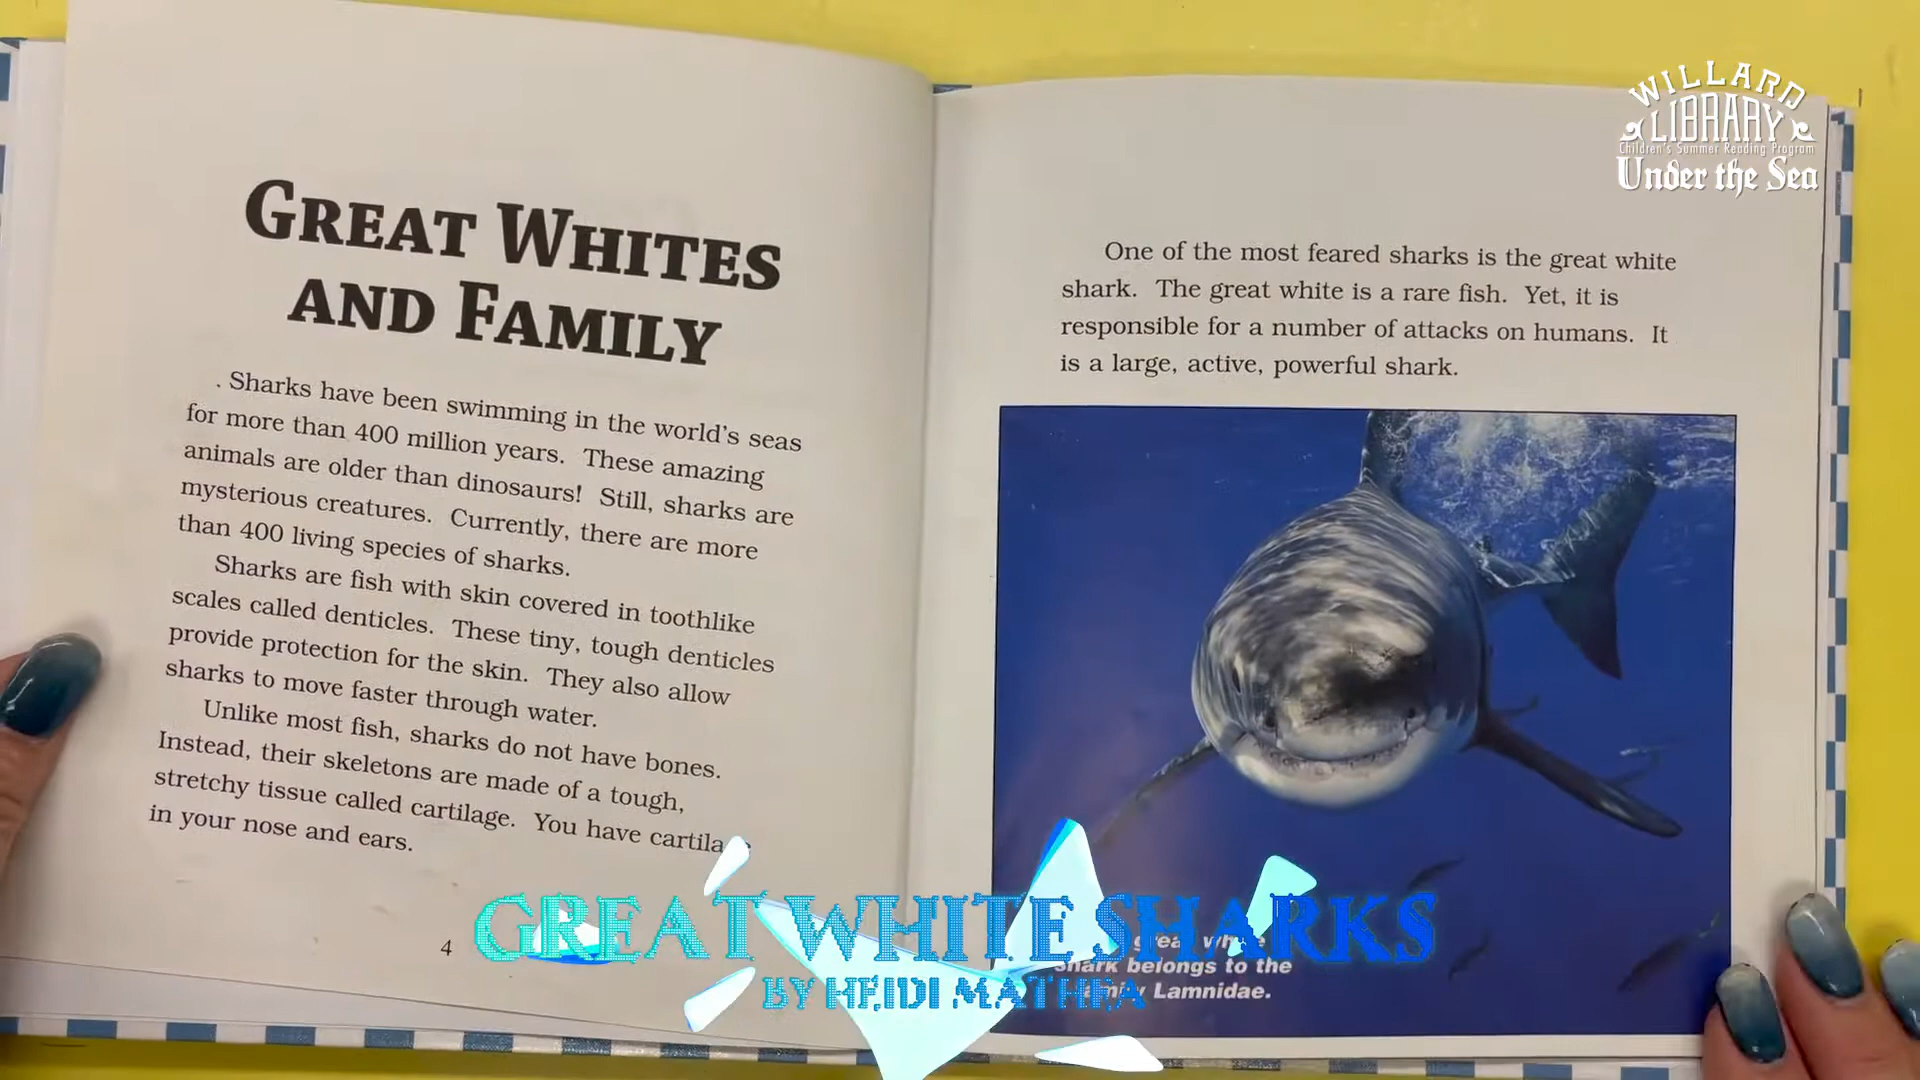 GREAT WHITES
AND FAMILY
. Sharks have been swimming in the world's seas
for more than 400 million years. These amazing
animals are older than dinosaurs! Still, sharks are
mysterious creatures. Currently, there are more
than 400 living species of sharks.
Sharks are fish with skin covered in toothlike
scales called denticles. These tiny, tough denticles
provide protection for the skin. They also allow
sharks to move faster through water.
Unlike most fish, sharks do not have bones.
Instead, their skeletons are made of a tough,
stretchy tissue called cartilage. You have
in your nose and ears.
4
WILLARD
LIBRARY
Children's Summer Reading Program
Under the Sea
One of the most feared sharks is the great white
shark. The great white is a rare fish. Yet, it is
responsible for a number of attacks on humans. It
is a large, active, powerful shark.
great white
shark belongs to the
family Lamnidae.
GREAT WHITE SHARKS
BY HEIDI MATHEA